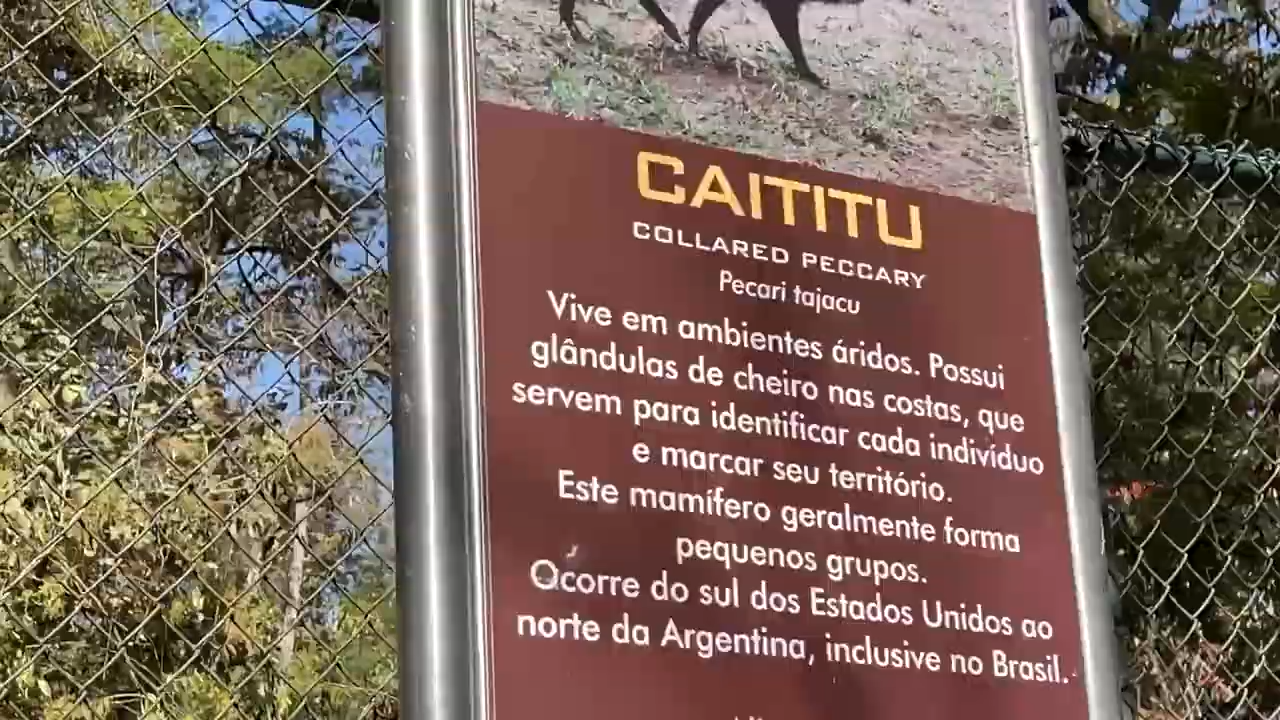 CAITITU
COLLARED PECCARY
Pecari tajacu
Vive em ambientes áridos. Possui
glândulas de cheiro nas costas, que
servem para identificar cada indivíduo
e marcar seu território.
Este mamífero geralmente forma
pequenos grupos.
Ocorre do sul dos Estados Unidos ao
norte da Argentina, inclusive no Brasil.